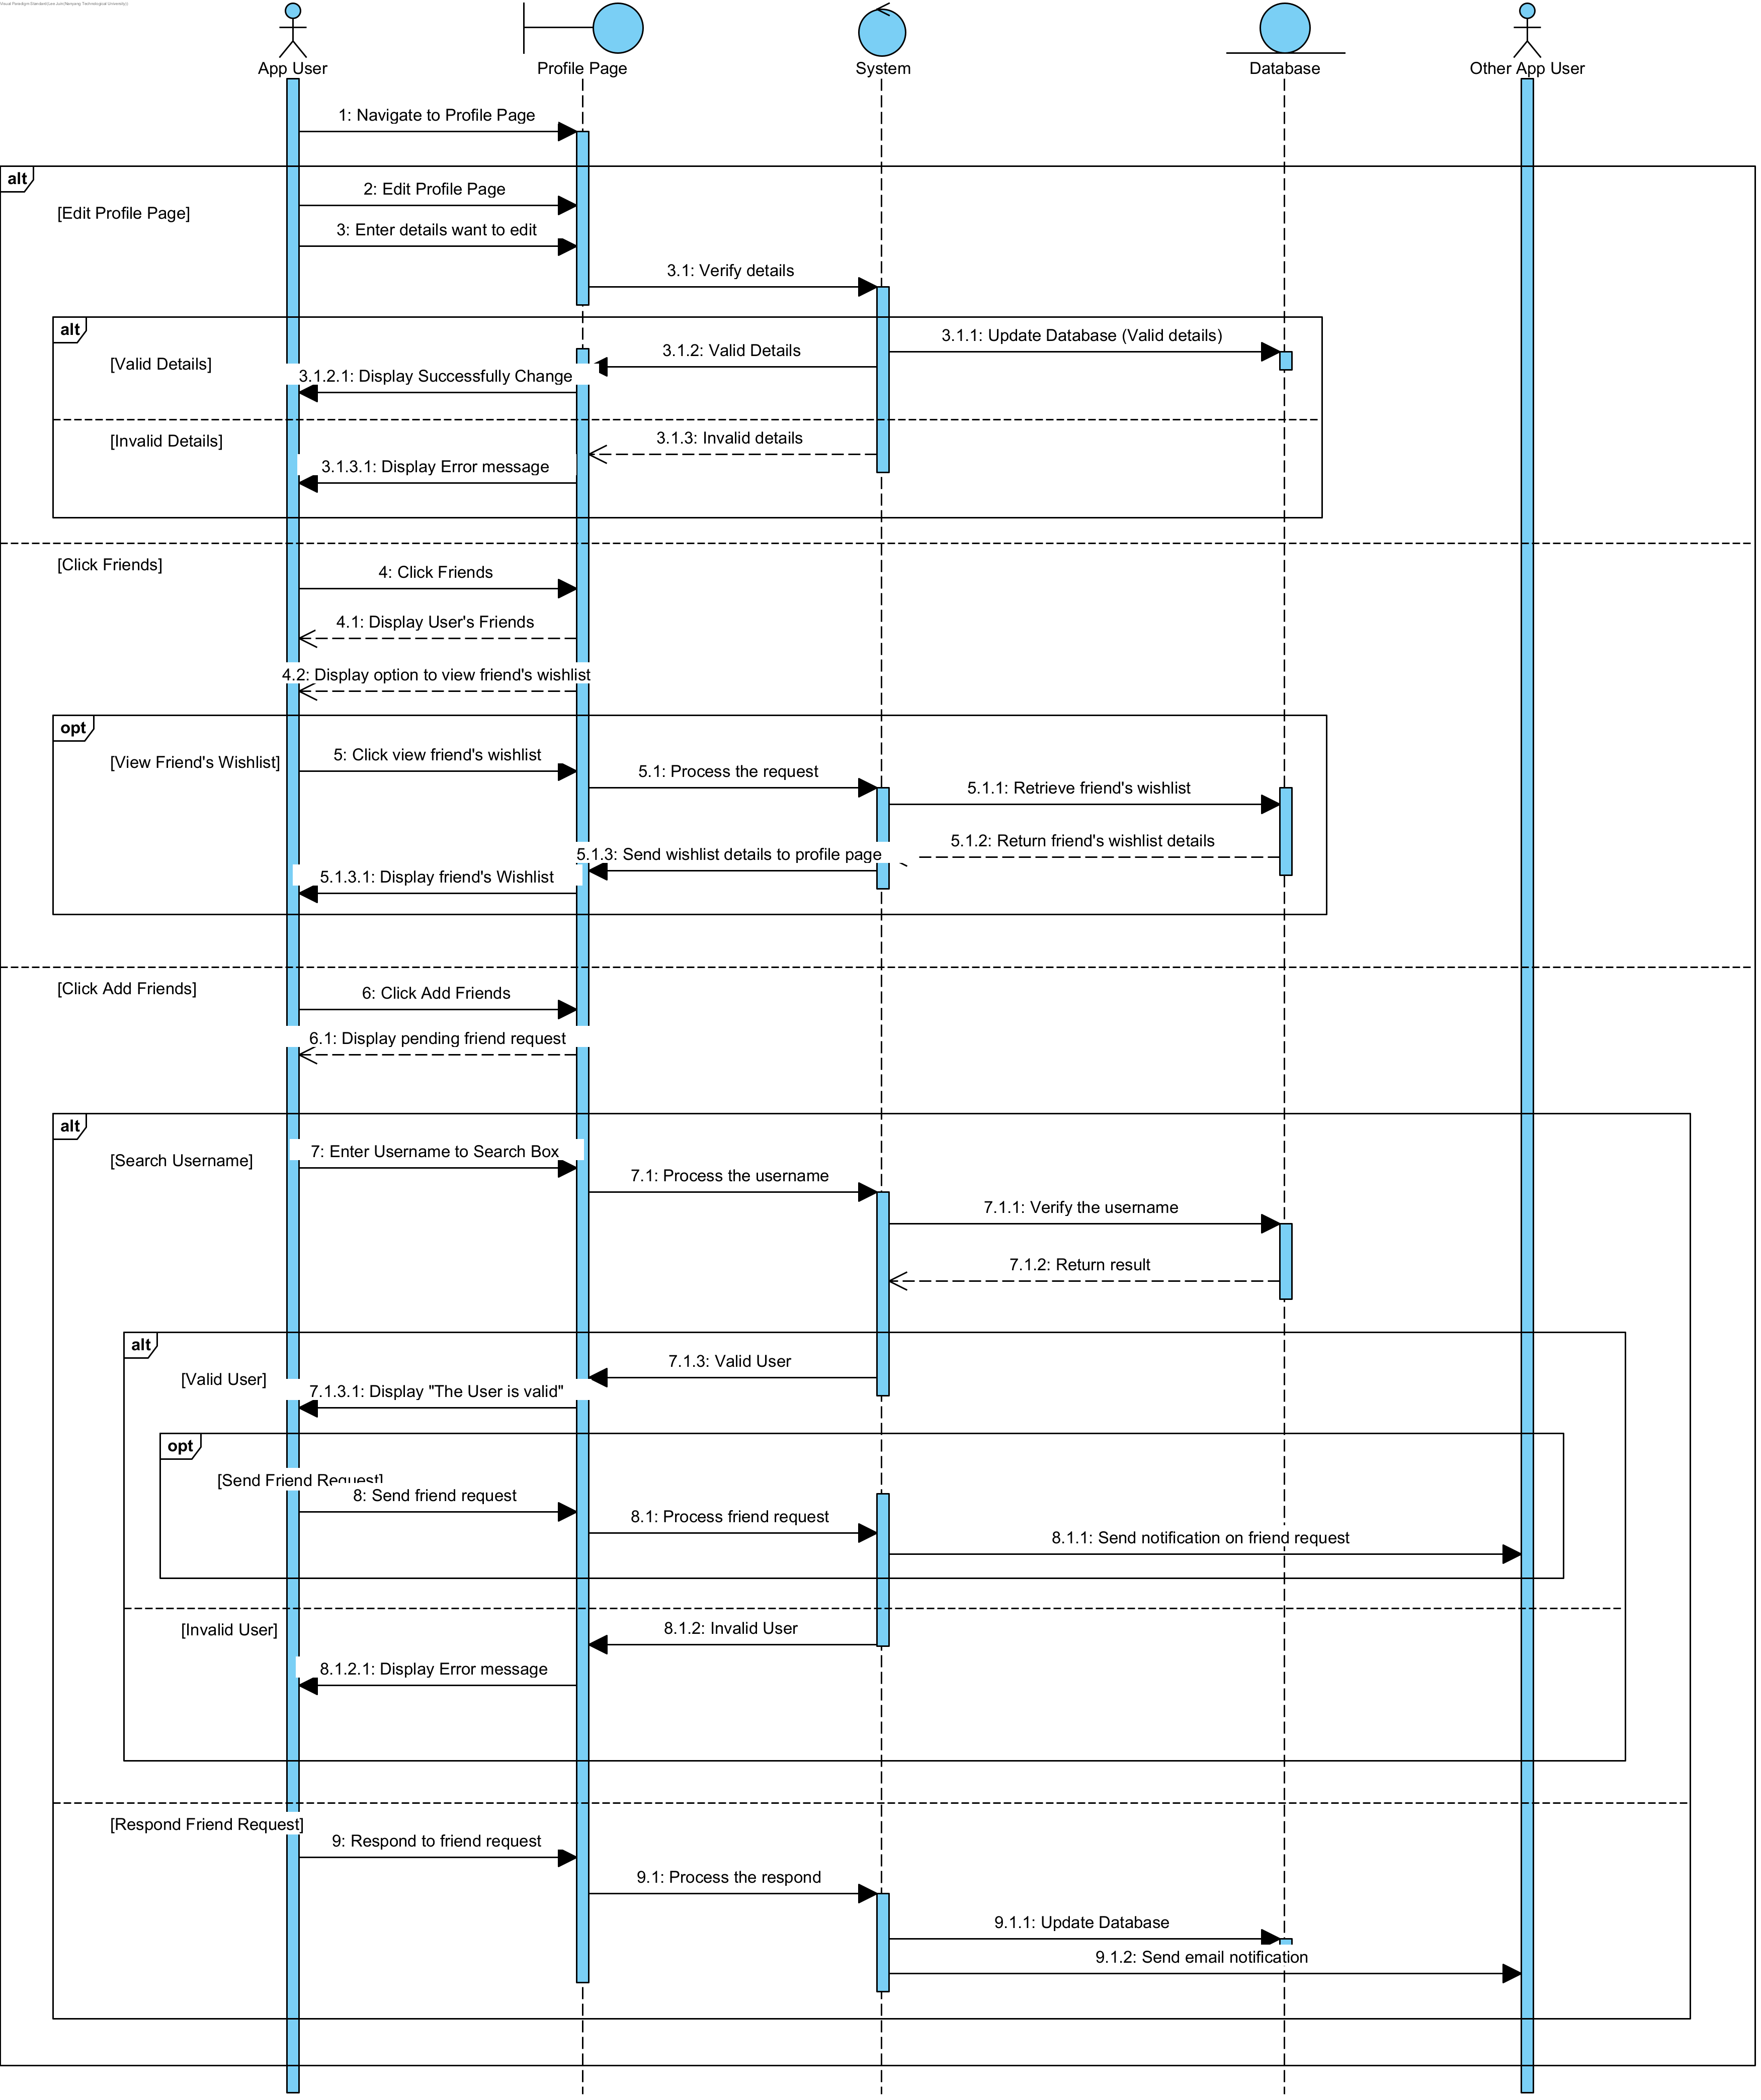 Visual Paradigm Standard(Nanyang Technological University)
App User
Profile Page
System
Database
Other App User
1: Navigate to Profile Page
alt
2: Edit Profile Page
[Edit Profile Page]
3: Enter details want to edit
3.1: Verify details
alt
3.1.1: Update Database (Valid details)
3.1.2: Valid Details
[Valid Details]
3.1.2.1: Display Successfully Change
[Invalid Details]
3.1.3: Invalid details
3.1.3.1: Display Error message
[Click Friends]
4: Click Friends
4.1: Display User's Friends
4.2: Display option to view friend's wishlist
opt
5: Click view friend's wishlist
[View Friend's Wishlist]
5.1: Process the request
5.1.1: Retrieve friend's wishlist
5.1.2: Return friend's wishlist details
5.1.3: Send wishlist details to profile page
5.1.3.1: Display friend's Wishlist
[Click Add Friends]
6: Click Add Friends
6.1: Display pending friend request
alt
7: Enter Username to Search Box
[Search Username]
7.1: Process the username
7.1.1: Verify the username
7.1.2: Return result
alt
7.1.3: Valid User
[Valid User]
7.1.3.1: Display "The User is valid"
opt
[Send Friend Request]
8: Send friend request
8.1: Process friend request
8.1.1: Send notification on friend request
[Invalid User]
8.1.2: Invalid User
8.1.2.1: Display Error message
[Respond Friend Request]
9: Respond to friend request
9.1: Process the respond
9.1.1: Update Database
9.1.2: Send email notification